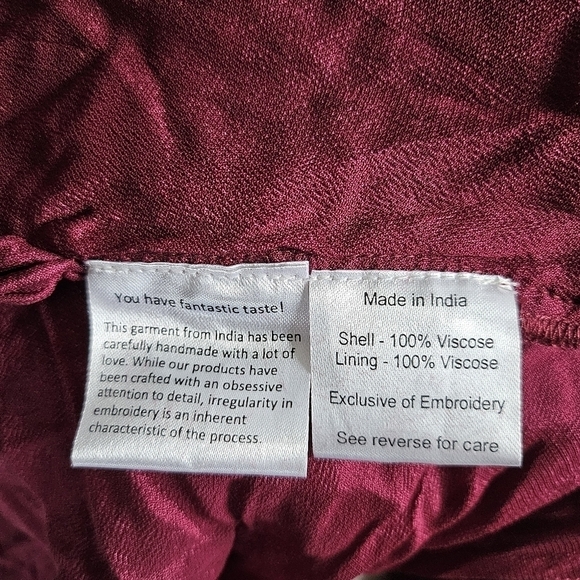 You have fantastic taste!
This garment from India has been
carefully handmade with a lot of
love. While our products have
been crafted with an obsessive
attention to detail, irregularity in
embroidery is an inherent
characteristic of the process.
Made in India
Shell - 100% Viscose
Lining - 100% Viscose
Exclusive of Embroidery
See reverse for care